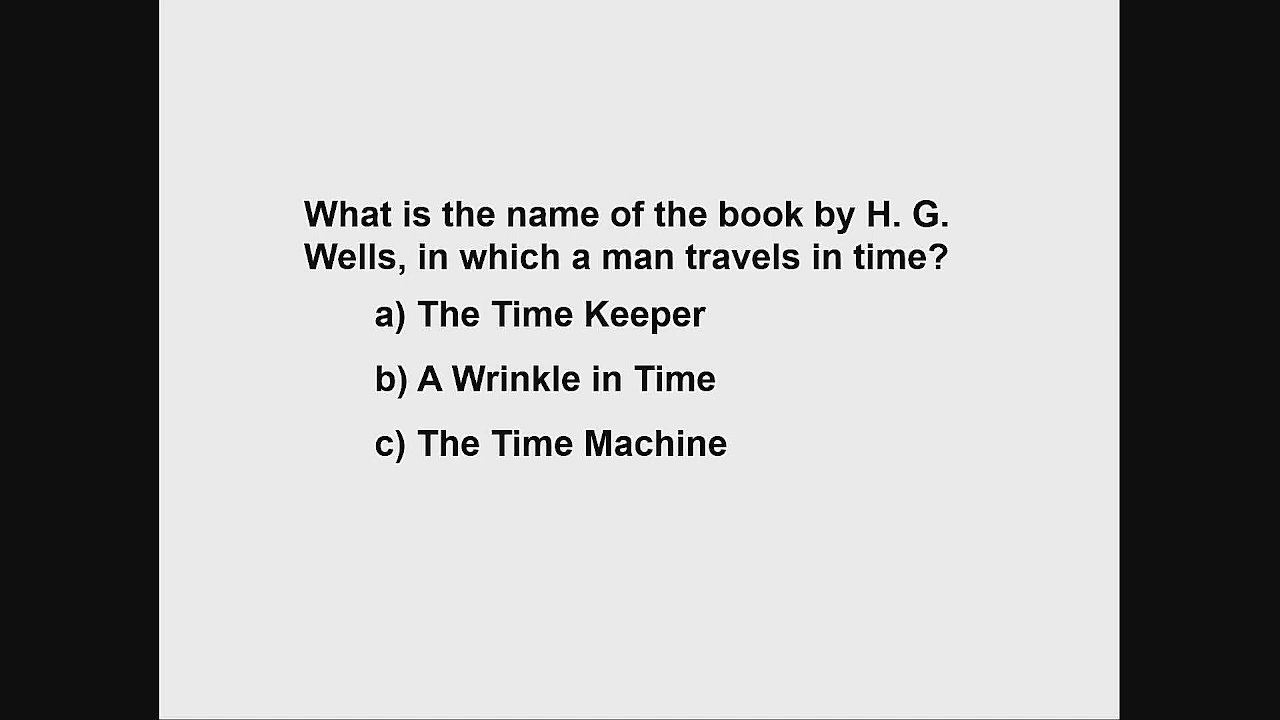 What is the name of the book by H. G.
Wells, in which a man travels in time?
a) The Time Keeper
b) A Wrinkle in Time
c) The Time Machine